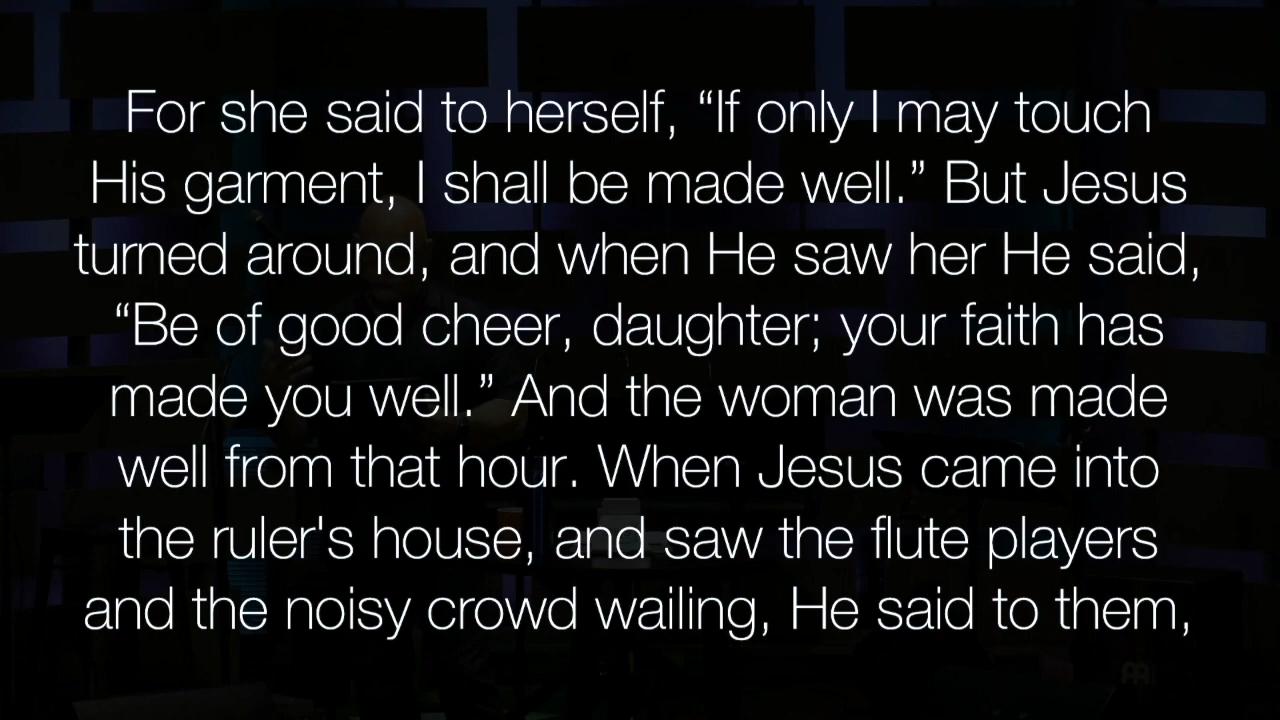 For she said to herself, “If only I may touch
His garment, I shall be made well.” But Jesus
turned around, and when He saw her He said,
“Be of good cheer, daughter; your faith has
made you well.” And the woman was made
well from that hour. When Jesus came into
the ruler's house, and saw the flute players
and the noisy crowd wailing, He said to them,